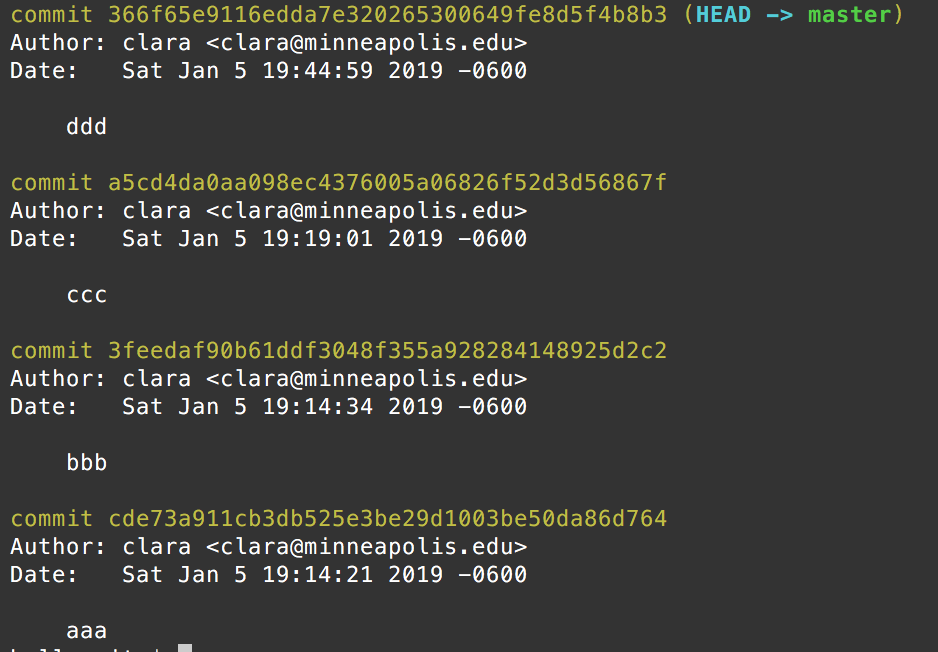 commit 366f65e9116edda7e320265300649fe8d5f4b8b3 (HEAD -> master)
Author: clara <clara@minneapolis.edu>
Date:   Sat Jan 5 19:44:59 2019 -0600
ddd
commit a5cd4da0aa098ec4376005a06826f52d3d56867f
Author: clara <clara@minneapolis.edu>
Date:   Sat Jan 5 19:19:01 2019 -0600
ccc
commit 3feedaf90b61ddf3048f355a928284148925d2c2
Author: clara <clara@minneapolis.edu>
Date:   Sat Jan 5 19:14:34 2019 -0600
bbb
commit cde73a911cb3db525e3be29d1003be50da86d764
Author: clara <clara@minneapolis.edu>
Date:   Sat Jan 5 19:14:21 2019 -0600
aaa